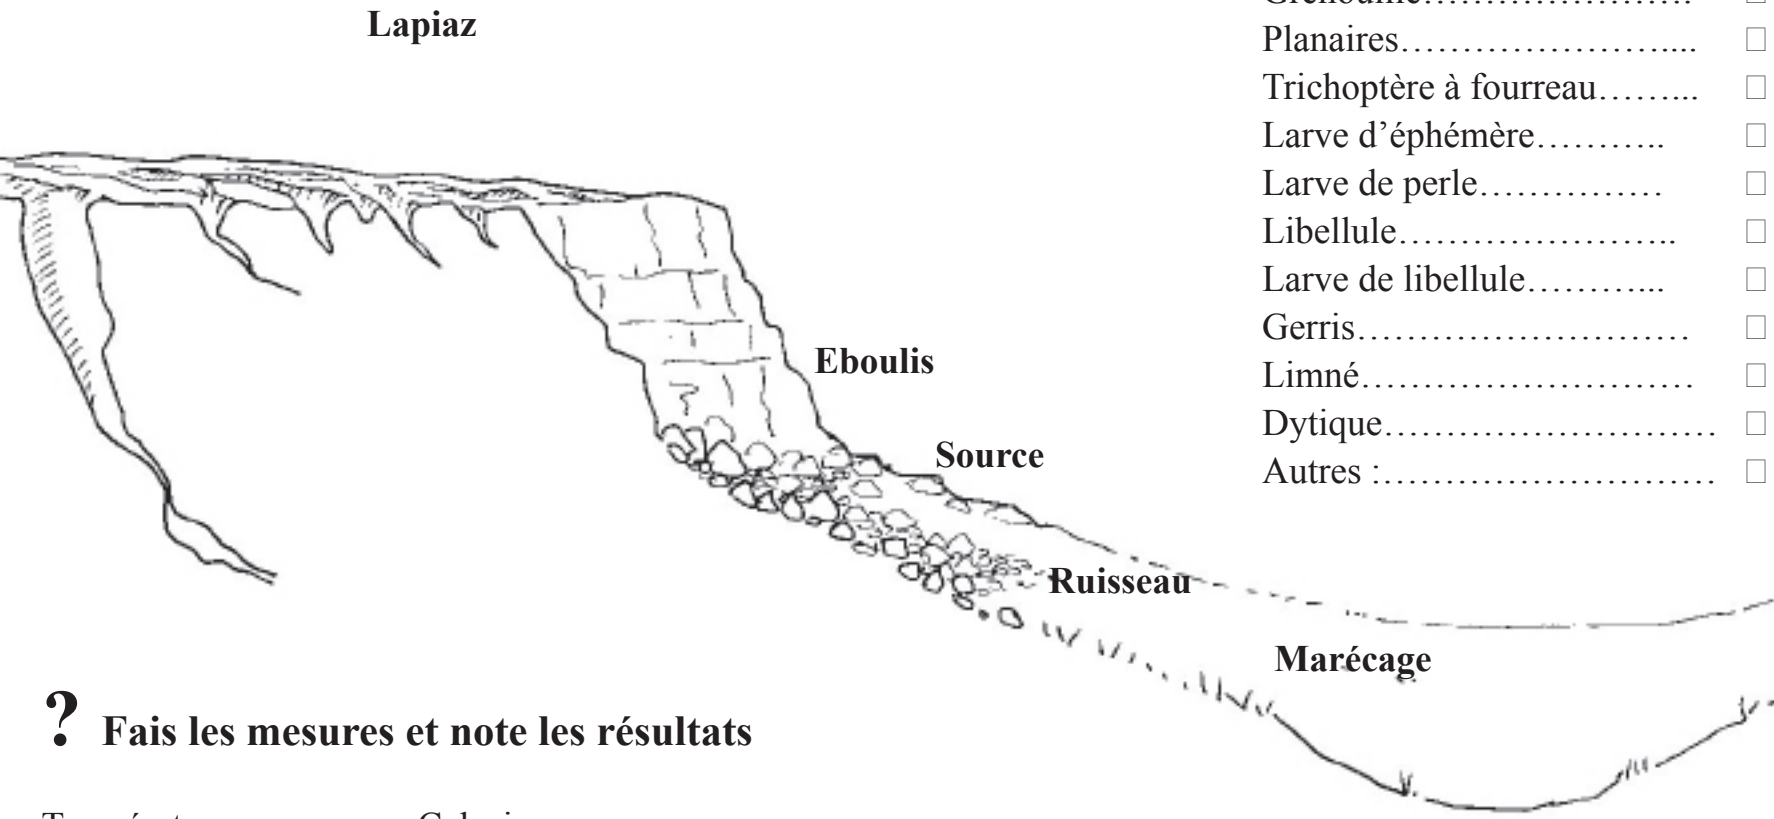 Lapiaz
Planaires…………………....
Trichoptère à fourreau……...
Larve d’éphémère………..
Larve de perle……………
Libellule…………………..
Larve de libellule………...
Gerris………………………
Limné………………………
Dytique………………………
Autres :………………………
Eboulis
Source
Ruisseau
Marécage
? Fais les mesures et note les résultats